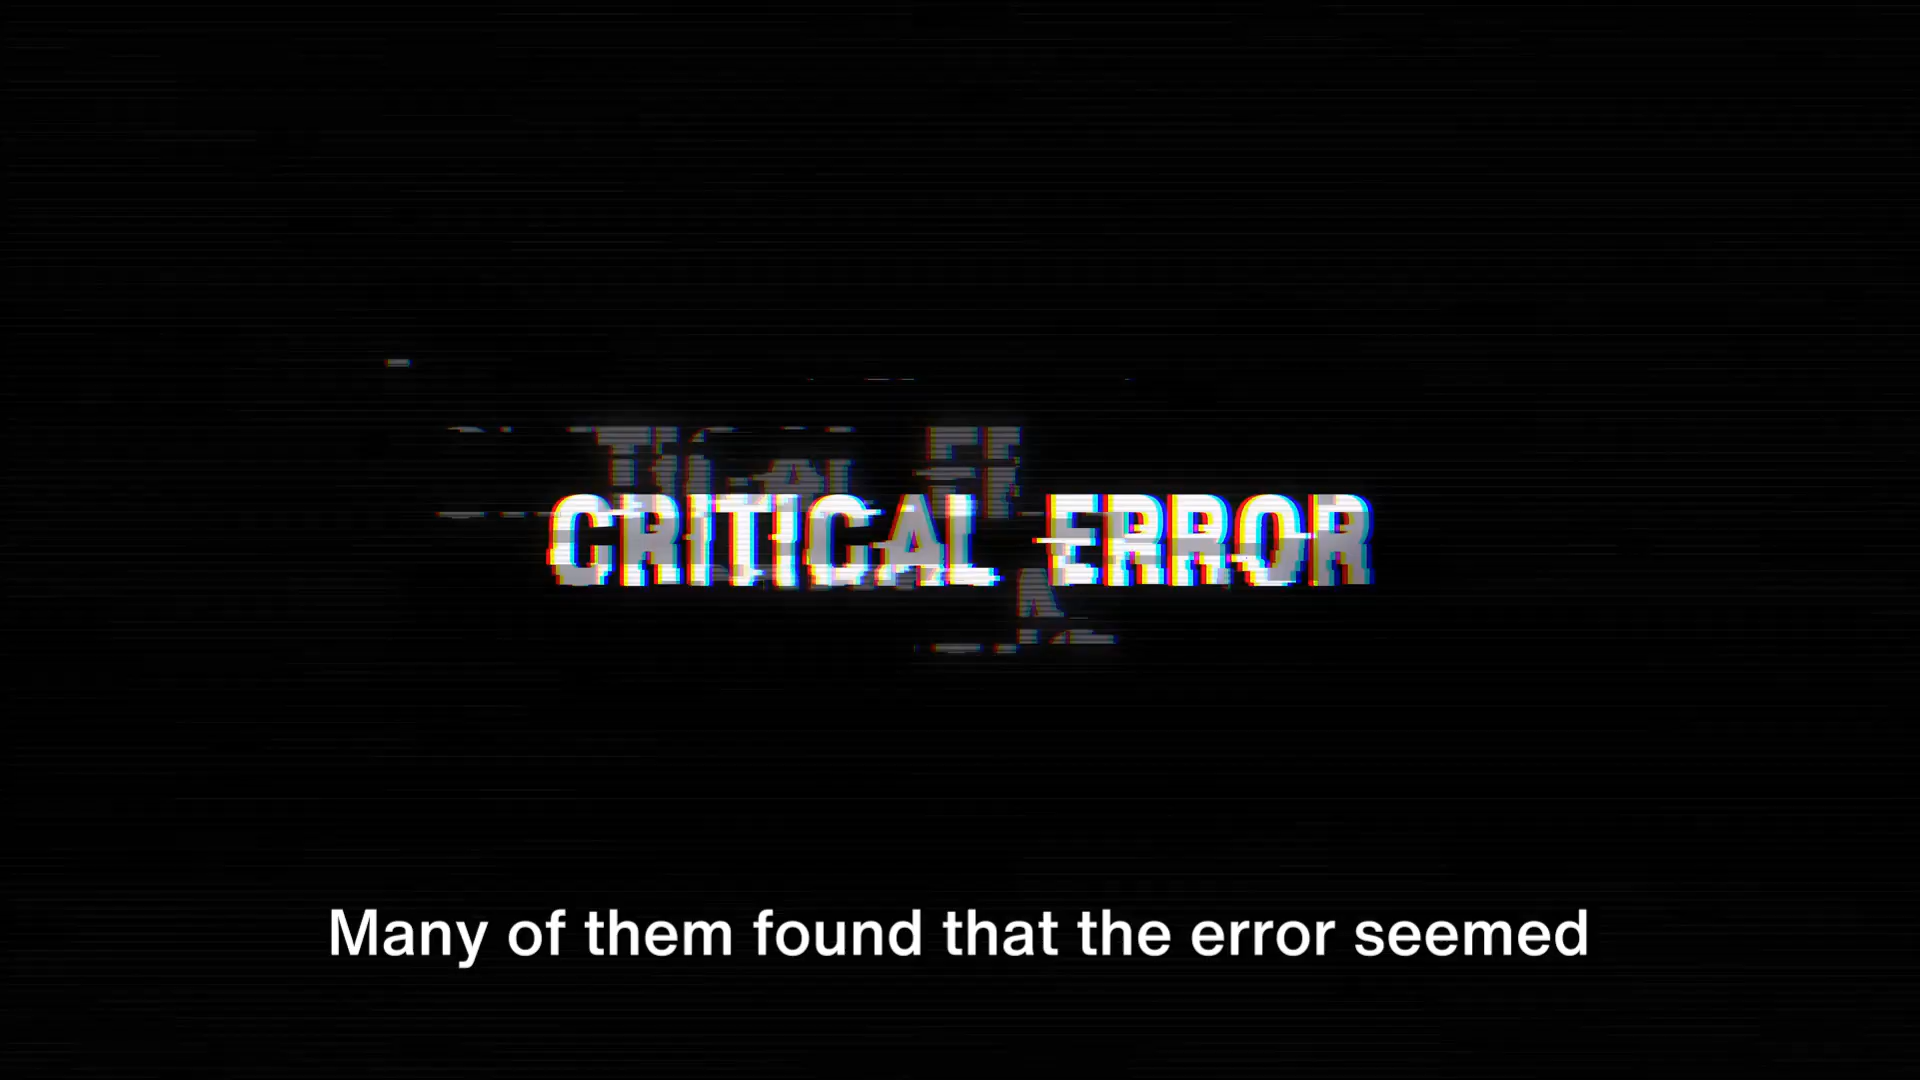 CRITICAL ERROR
Many of them found that the error seemed